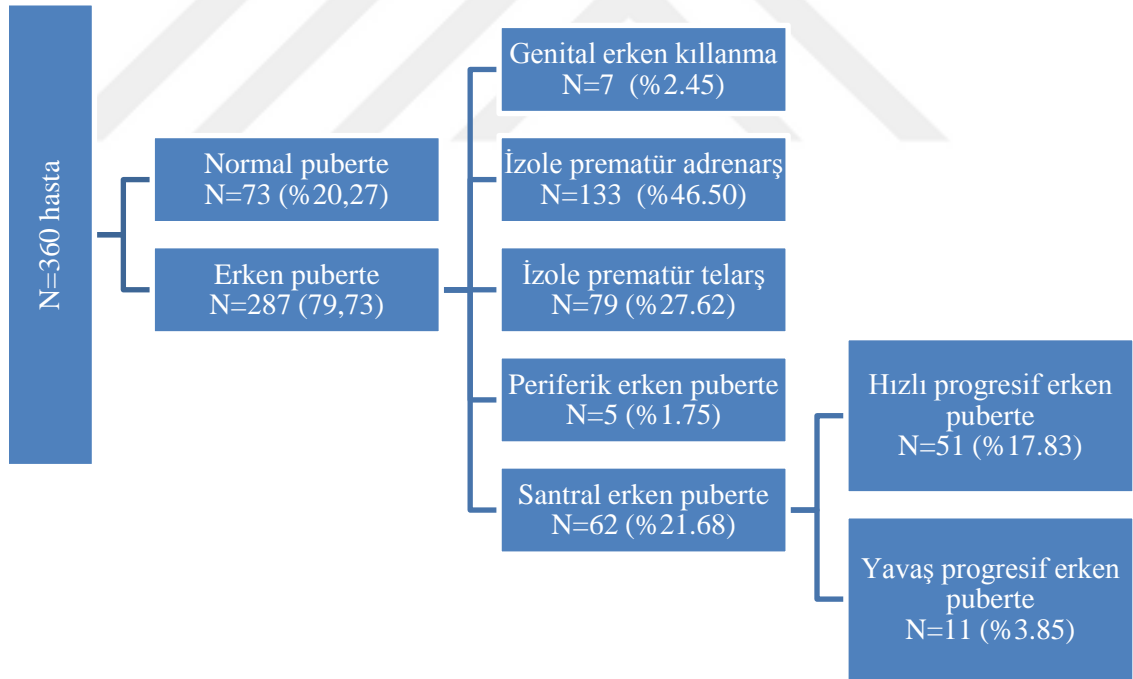 N=360 hasta
Normal puberte
N=73 (%20,27)
Erken puberte
N=287 (79,73)
Genital erken kıllanma
N=7 (%2.45)
İzole prematür adrenarş
N=133 (%46.50)
İzole prematür telarş
N=79 (%27.62)
Periferik erken puberte
N=5 (%1.75)
Santral erken puberte
N=62 (%21.68)
Hızlı progresif erken
puberte
N=51 (%17.83)
Yavaş progresif erken
puberte
N=11 (%3.85)